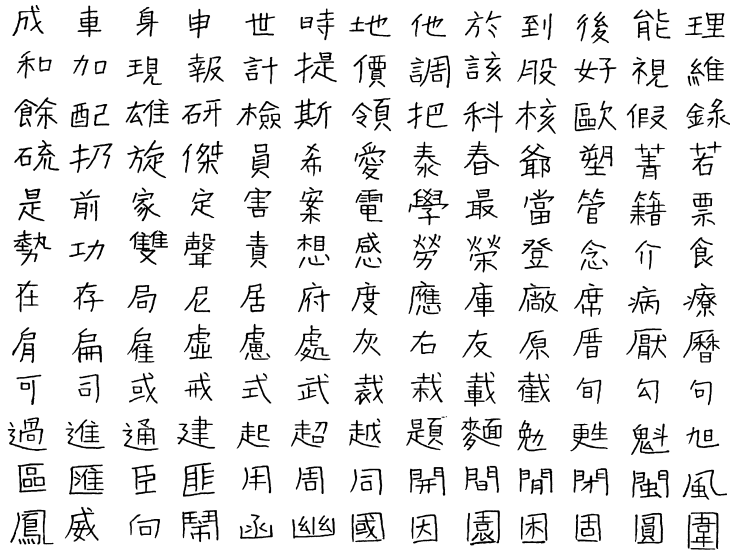 成 車 身 申 世 時 地 他 於 到 後 能 理
和 加 現 報 計 提 價 調 該 股 好 視 維
餘 配 雄 研 檢 斯 領 把 科 核 歐 假 錄
硫 扔 旋 傑 員 希 愛 泰 春 爺 塑 菁 若
是 前 家 定 害 案 電 學 最 當 管 籍 票
勢 功 雙 聲 責 想 感 勞 榮 登 念 介 食
在 存 局 尼 居 府 度 應 庫 廠 席 病 療
肩 扁 雇 虛 慮 處 灰 右 友 原 厝 厭 曆
可 司 或 戒 式 武 裁 栽 載 截 旬 勾 句
過 進 通 建 起 超 越 題 麵 勉 甦 魁 旭
區 匯 臣 匪 用 周 同 開 間 閒 閉 閩 風
鳳 威 向 鬧 函 幽 國 因 園 困 固 圓 圍